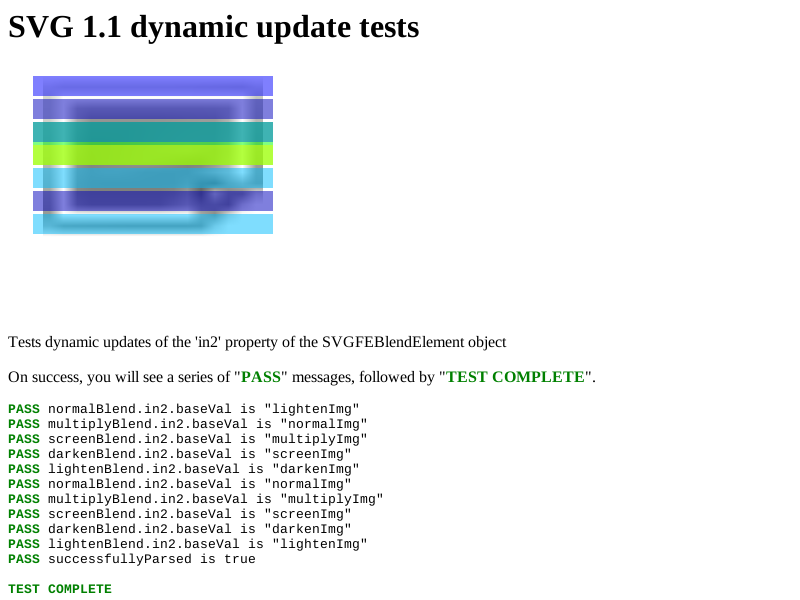 SVG 1.1 dynamic update tests
Tests dynamic updates of the 'in2' property of the SVGFEBlendElement object
On success, you will see a series of "PASS" messages, followed by "TEST COMPLETE".
PASS normalBlend.in2.baseVal is "lightenImg"
PASS multiplyBlend.in2.baseVal is "normalImg"
PASS screenBlend.in2.baseVal is "multiplyImg"
PASS darkenBlend.in2.baseVal is "screenImg"
PASS lightenBlend.in2.baseVal is "darkenImg"
PASS normalBlend.in2.baseVal is "normalImg"
PASS multiplyBlend.in2.baseVal is "multiplyImg"
PASS screenBlend.in2.baseVal is "screenImg"
PASS darkenBlend.in2.baseVal is "darkenImg"
PASS lightenBlend.in2.baseVal is "lightenImg"
PASS successfullyParsed is true
TEST COMPLETE